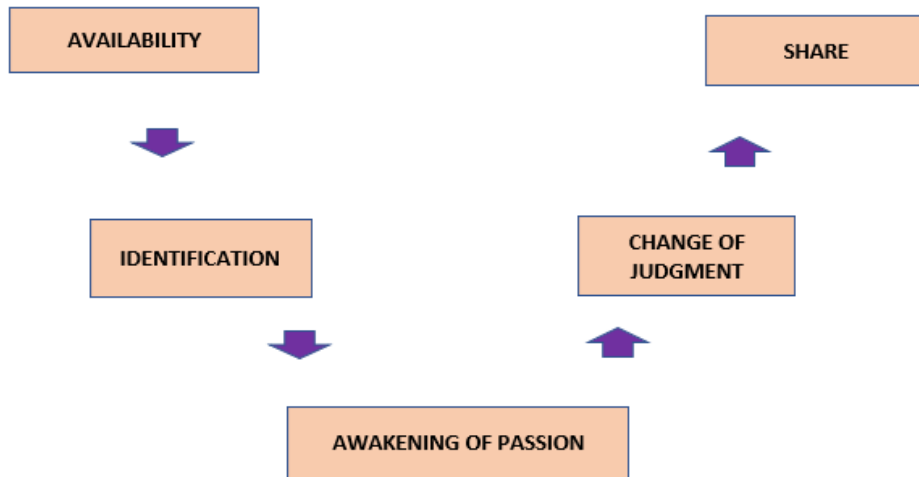 AVAILABILITY
IDENTIFICATION
AWAKENING OF PASSION
CHANGE OF
JUDGMENT
SHARE